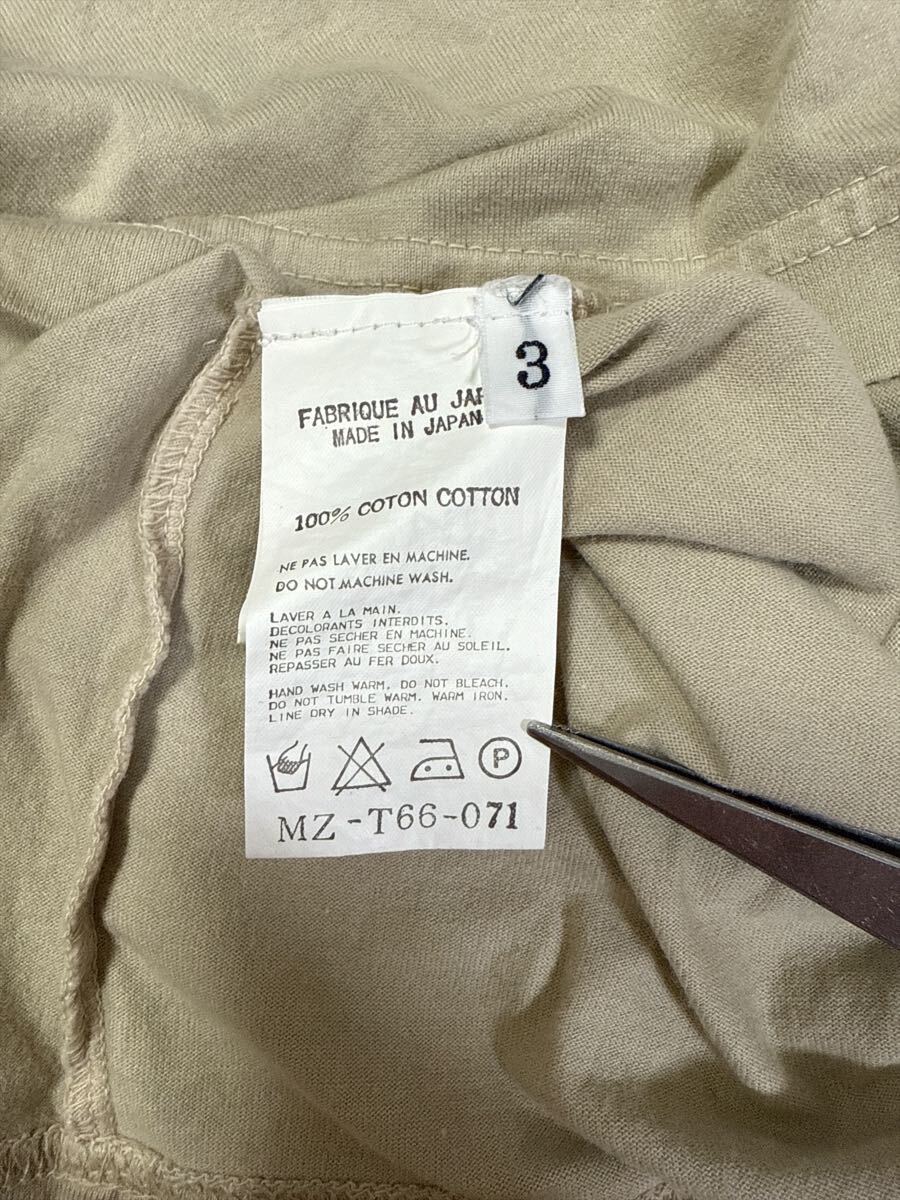 3
FABRIQUE AU JAP
MADE IN JAPAN
100% COTON COTTON
NE PAS LAVER EN MACHINE.
DO NOT MACHINE WASH.
LAVER A LA MAIN.
DECOLORANTS INTERDITS.
NE PAS SECHER EN MACHINE.
NE PAS FAIRE SECHER AU SOLEIL.
REPASSER AU FER DOUX.
HAND WASH WARM. DO NOT BLEACH.
DO NOT TUMBLE WARM. WARM IRON.
LINE DRY IN SHADE.
P
MZ-T66-071